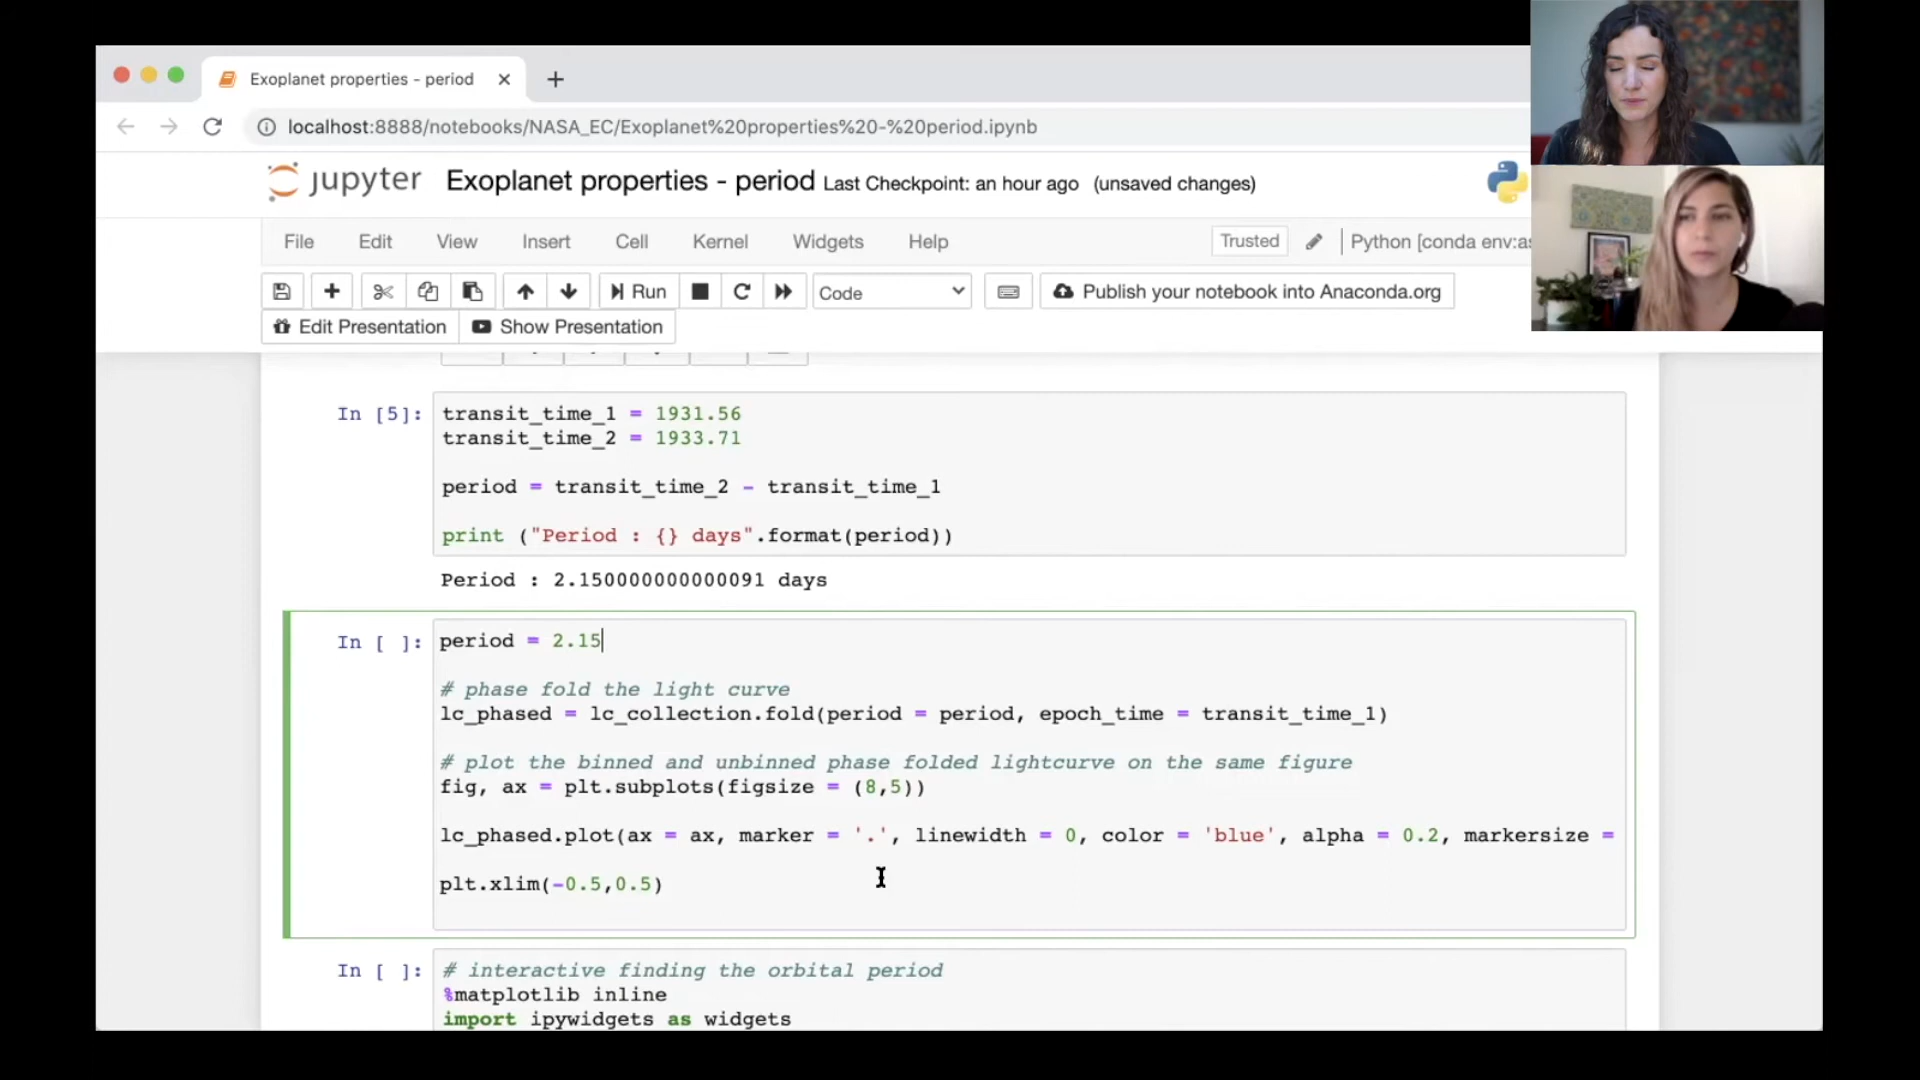 Exoplanet properties - period
localhost:8888/notebooks/NASA_EC/Exoplanet%20properties%20-%20period.ipynb
jupyter Exoplanet properties - period Last Checkpoint: an hour ago (unsaved changes)
File Edit View Insert Cell Kernel Widgets Help Trusted Python [conda env:as
Run Code Publish your notebook into Anaconda.org
Edit Presentation Show Presentation
In [5]: transit_time_1 = 1931.56
transit_time_2 = 1933.71
period = transit_time_2 - transit_time_1
print ("Period : {} days".format(period))
Period : 2.150000000000091 days
In [ ]: period = 2.15
# phase fold the light curve
lc_phased = lc_collection.fold(period = period, epoch_time = transit_time_1)
# plot the binned and unbinned phase folded lightcurve on the same figure
fig, ax = plt.subplots(figsize = (8,5))
lc_phased.plot(ax = ax, marker = '.', linewidth = 0, color = 'blue', alpha = 0.2, markersize =
plt.xlim(-0.5,0.5)
In [ ]: # interactive finding the orbital period
%matplotlib inline
import ipywidgets as widgets